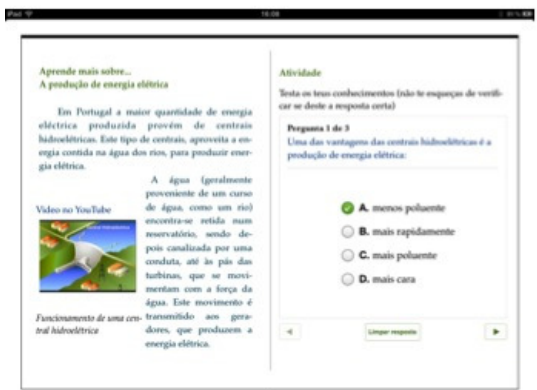 iPad
16:08
Aprende mais sobre...
A produção de energia elétrica
Em Portugal a maior quantidade de energia
eléctrica produzida provém de centrais
hidroelétricas. Este tipo de centrais, aproveita a en-
ergia contida na água dos rios, para produzir ener-
gia elétrica.
A água (geralmente
proveniente de um curso
de água, como um rio)
encontra-se retida num
reservatório, sendo de-
pois canalizada por uma
conduta, até às pás das
turbinas, que se movi-
mentam com a força da
água. Este movimento é
transmitido aos gera-
dores, que produzem a
energia elétrica.
Video no YouTube
Funcionamento de uma cen-
tral hidroelétrica
Atividade
Testa os teus conhecimentos (não te esqueças de verifi-
car se deste a resposta certa)
Pergunta 1 de 3
Uma das vantagens das centrais hidroelétricas é a
produção de energia elétrica:
A. menos poluente
B. mais rapidamente
C. mais poluente
D. mais cara
Limpar resposta